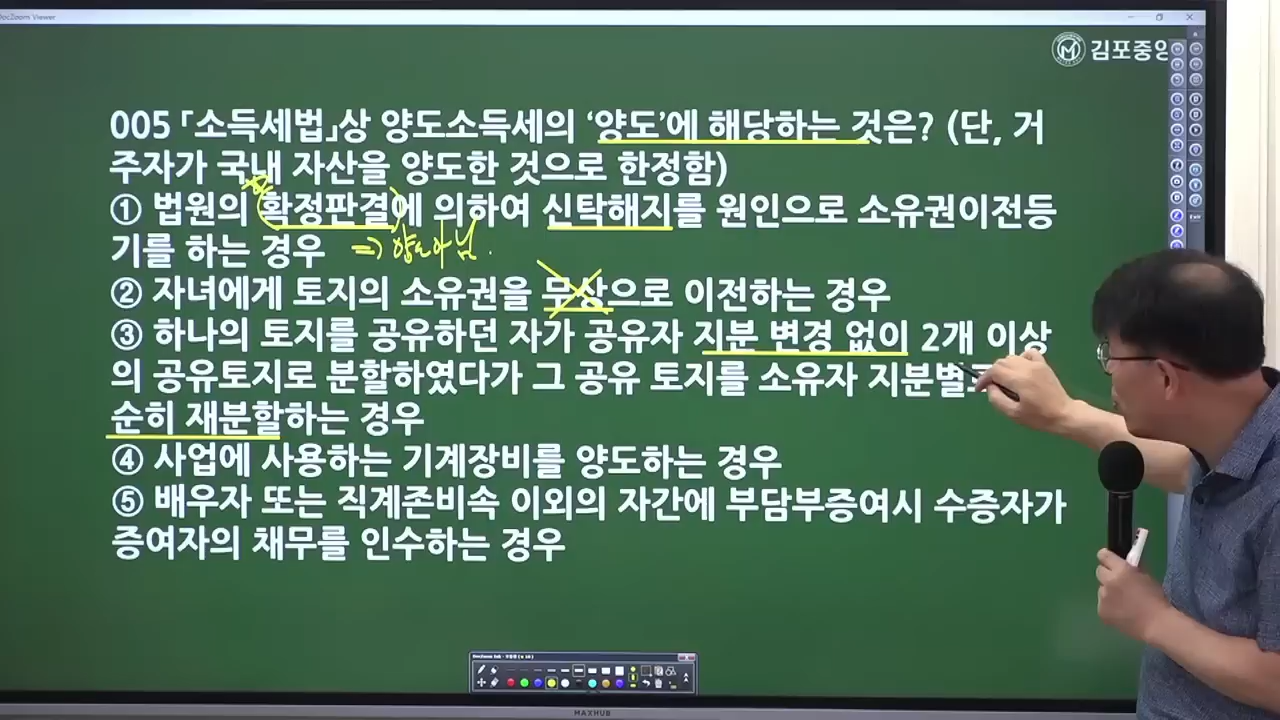 DocZoom Viewer
김포중앙
005 「소득세법」상 양도소득세의 ‘양도’에 해당하는 것은? (단, 거
주자가 국내 자산을 양도한 것으로 한정함)
① 법원의 확정판결에 의하여 신탁해지를 원인으로 소유권이전등
기를 하는 경우 ⇒ 양도아님.
② 자녀에게 토지의 소유권을 무상으로 이전하는 경우
③ 하나의 토지를 공유하던 자가 공유자 지분 변경 없이 2개 이상
의 공유토지로 분할하였다가 그 공유 토지를 소유자 지분별
순히 재분할하는 경우
④ 사업에 사용하는 기계장비를 양도하는 경우
⑤ 배우자 또는 직계존비속 이외의 자간에 부담부증여시 수증자가
증여자의 채무를 인수하는 경우
MAXHUB